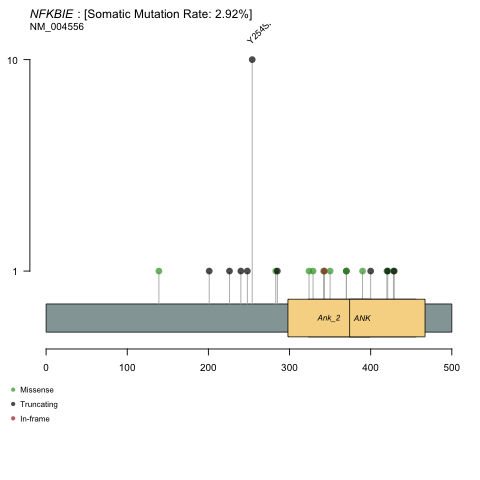 NFKBIE : [Somatic Mutation Rate: 2.92%]
NM_004556
10
1
Ank_2 ANK
0 100 200 300 400 500
Missense
Truncating
In-frame